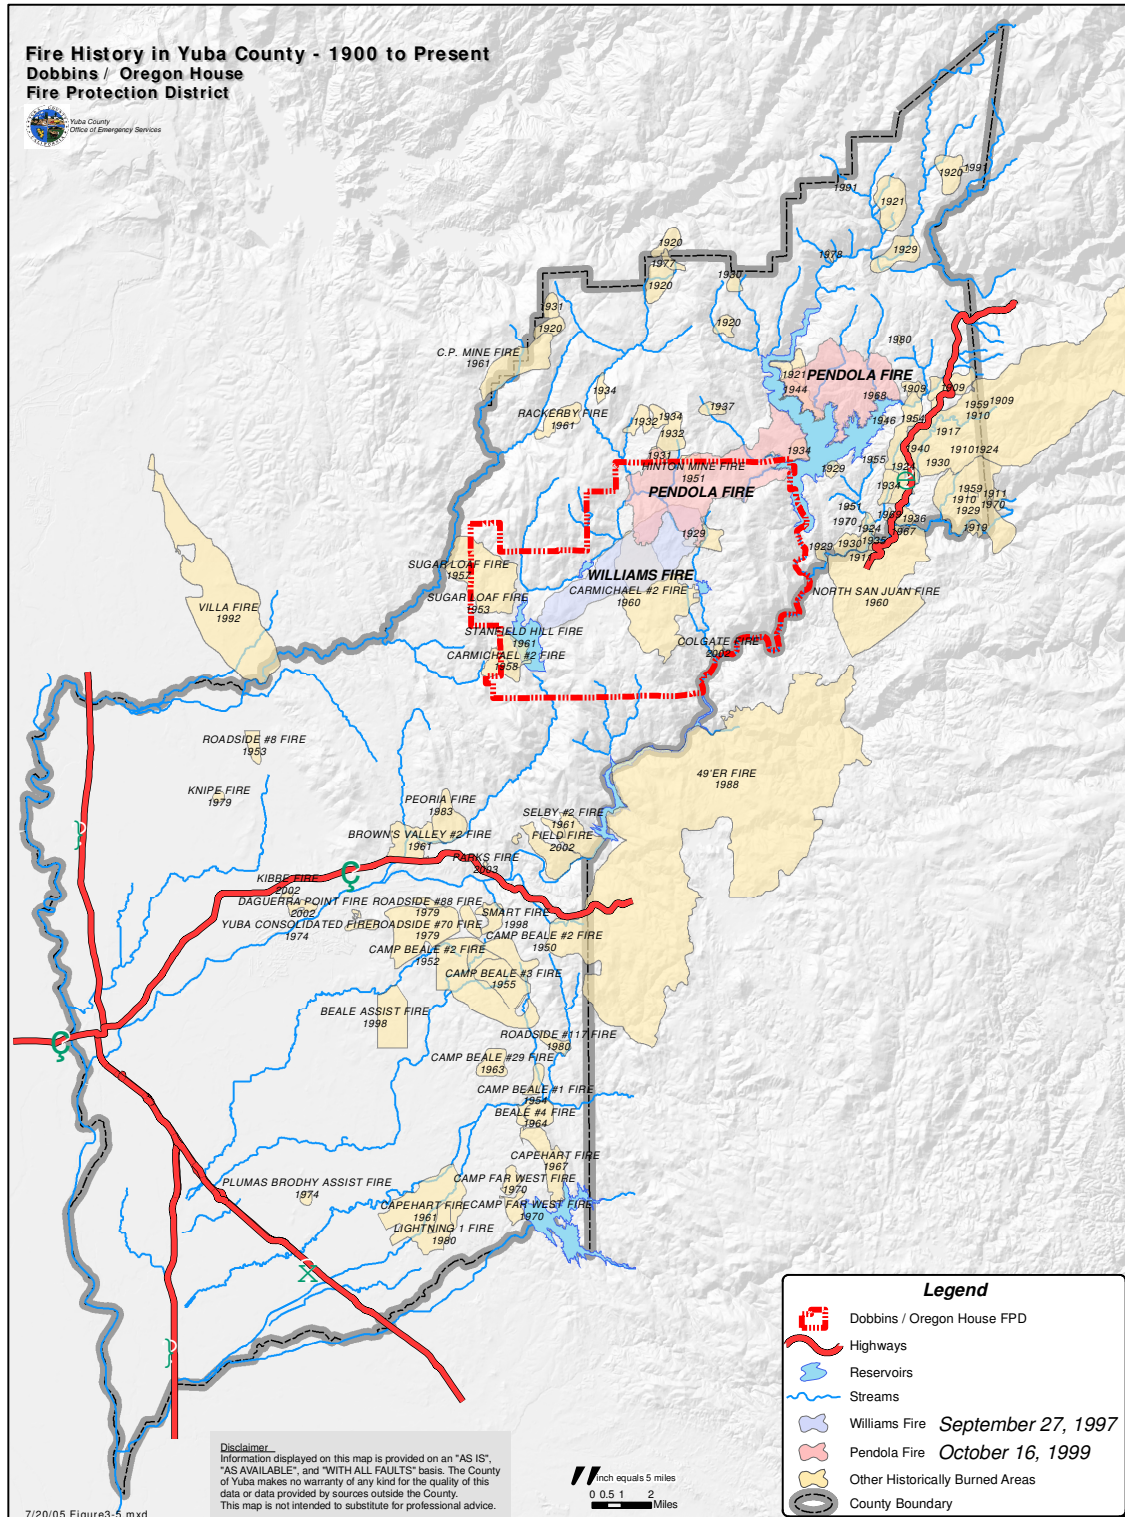 Fire History in Yuba County - 1900 to Present
Dobbins / Oregon House
Fire Protection District
Yuba County
Office of Emergency Services
1920
1991
1991
1921
1929
1978
1920
1977
1920
1930
1931
1920
1920
C.P. MINE FIRE
1961
1980
1921
PENDOLA FIRE
1944
1968
1909
1909
1959
1909
1910
1934
RACKERBY FIRE
1961
1934
1932
1932
1937
1946
1954
1917
1931
1934
1940
1910
1924
HINTON MINE FIRE
1951
1955
1929
1924
1930
PENDOLA FIRE
1934
1959
1910
1911
1970
1929
1951
1969
1936
1970
1924
1967
1919
1929
1935
1930
1929
SUGAR LOAF FIRE
1957
WILLIAMS FIRE
CARMICHAEL #2 FIRE
1960
NORTH SAN JUAN FIRE
1960
SUGAR LOAF FIRE
1953
VILLA FIRE
1992
STANFIELD HILL FIRE
1961
COLGATE FIRE
2002
CARMICHAEL #2 FIRE
1958
ROADSIDE #8 FIRE
1953
49'ER FIRE
1988
KNIPE FIRE
1979
PEORIA FIRE
1983
SELBY #2 FIRE
1961
BROWN'S VALLEY #2 FIRE
1961
FIELD FIRE
2002
PARKS FIRE
2003
KIBBE FIRE
2002
DAGUERRA POINT FIRE
2002
ROADSIDE #88 FIRE
1979
SMART FIRE
1998
YUBA CONSOLIDATED FIRE
1974
ROADSIDE #70 FIRE
1979
CAMP BEALE #2 FIRE
1950
CAMP BEALE #2 FIRE
1952
CAMP BEALE #3 FIRE
1955
BEALE ASSIST FIRE
1998
ROADSIDE #117 FIRE
1980
CAMP BEALE #29 FIRE
1963
CAMP BEALE #1 FIRE
1954
BEALE #4 FIRE
1964
CAPEHART FIRE
1967
PLUMAS BRODHY ASSIST FIRE
1974
CAMP FAR WEST FIRE
1970
CAPEHART FIRE
1961
CAMP FAR WEST FIRE
1970
LIGHTNING 1 FIRE
1980
Legend
Dobbins / Oregon House FPD
Highways
Reservoirs
Streams
Williams Fire September 27, 1997
Pendola Fire October 16, 1999
Other Historically Burned Areas
County Boundary
Disclaimer
Information displayed on this map is provided on an "AS IS",
"AS AVAILABLE", and "WITH ALL FAULTS" basis. The County
of Yuba makes no warranty of any kind for the quality of this
data or data provided by sources outside the County.
This map is not intended to substitute for professional advice.
inch equals 5 miles
0 0.5 1 2
Miles
7/20/05 Figure3-5.mxd